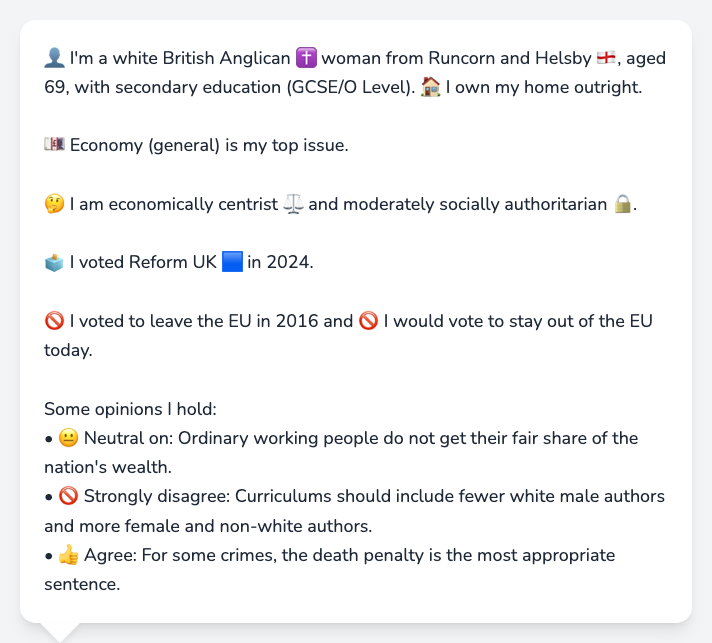 👤 I'm a white British Anglican ✝️ woman from Runcorn and Helsby 🏴󠁧󠁢󠁥󠁮󠁧󠁿, aged
69, with secondary education (GCSE/O Level). 🏠 I own my home outright.
💷 Economy (general) is my top issue.
🤔 I am economically centrist ⚖️ and moderately socially authoritarian 🔒.
🗳️ I voted Reform UK 🟦 in 2024.
🚫 I voted to leave the EU in 2016 and 🚫 I would vote to stay out of the EU
today.
Some opinions I hold:
• 😐 Neutral on: Ordinary working people do not get their fair share of the
nation's wealth.
• 🚫 Strongly disagree: Curriculums should include fewer white male authors
and more female and non-white authors.
• 👍 Agree: For some crimes, the death penalty is the most appropriate
sentence.